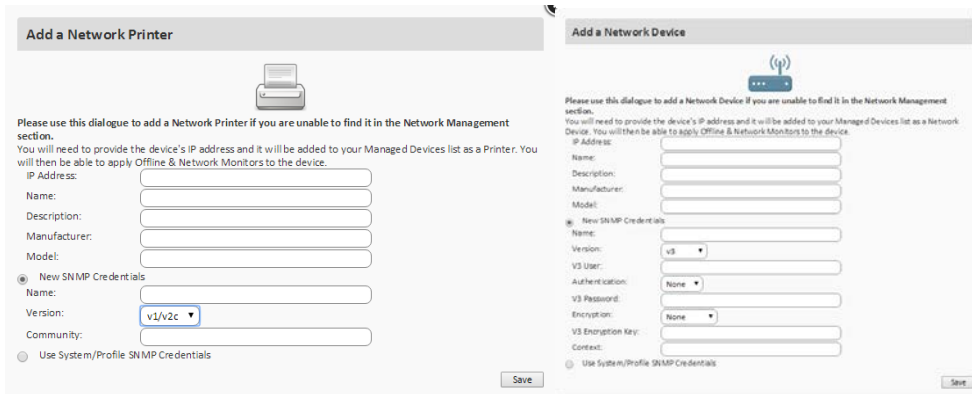 Add a Network Printer
Please use this dialogue to add a Network Printer if you are unable to find it in the Network Management
section.
You will need to provide the device's IP address and it will be added to your Managed Devices list as a Printer. You
will then be able to apply Offline & Network Monitors to the device.
IP Address:
Name:
Description:
Manufacturer:
Model:
New SNMP Credentials
Name:
Version:
v1/v2c
Community:
Use System/Profile SNMP Credentials
Save
Add a Network Device
Please use this dialogue to add a Network Device if you are unable to find it in the Network Management
section.
You will need to provide the device's IP address and it will be added to your Managed Devices list as a Network
Device. You will then be able to apply Offline & Network Monitors to the device.
IP Address:
Name:
Description:
Manufacturer:
Model:
New SNMP Credentials
Name:
Version:
v3
V3 User:
Authentication:
None
V3 Password:
Encryption:
None
V3 Encryption Key:
Context:
Use System/Profile SNMP Credentials
Save